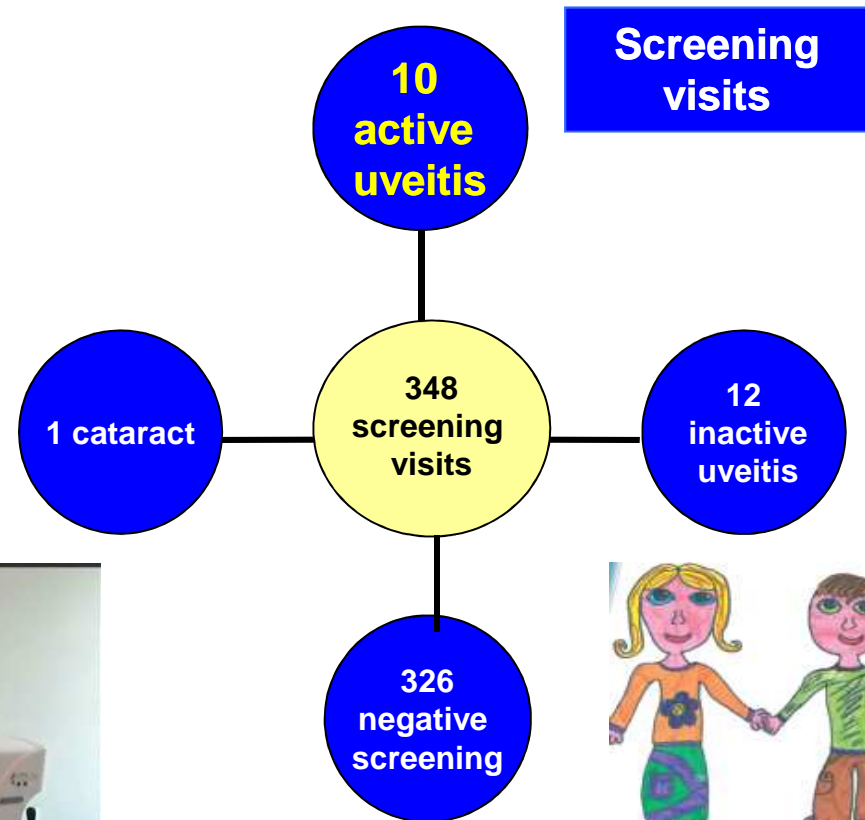 Screening
visits
10
active
uveitis
1 cataract
348
screening
visits
12
inactive
uveitis
326
negative
screening